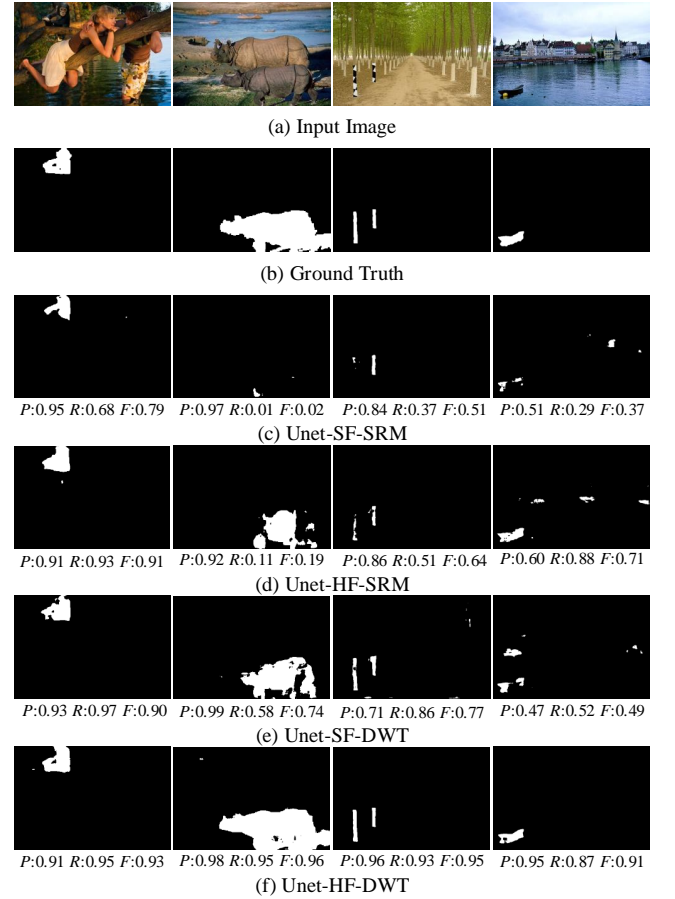 (a) Input Image
(b) Ground Truth
P:0.95 R:0.68 F:0.79 P:0.97 R:0.01 F:0.02 P:0.84 R:0.37 F:0.51 P:0.51 R:0.29 F:0.37
(c) Unet-SF-SRM
P:0.91 R:0.93 F:0.91 P:0.92 R:0.11 F:0.19 P:0.86 R:0.51 F:0.64 P:0.60 R:0.88 F:0.71
(d) Unet-HF-SRM
P:0.93 R:0.97 F:0.90 P:0.99 R:0.58 F:0.74 P:0.71 R:0.86 F:0.77 P:0.47 R:0.52 F:0.49
(e) Unet-SF-DWT
P:0.91 R:0.95 F:0.93 P:0.98 R:0.95 F:0.96 P:0.96 R:0.93 F:0.95 P:0.95 R:0.87 F:0.91
(f) Unet-HF-DWT